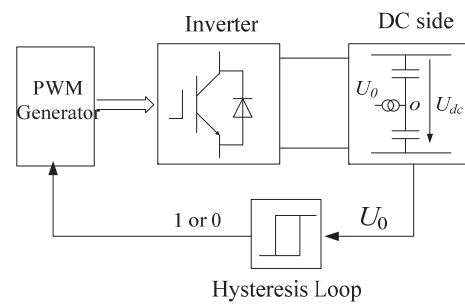 Inverter
DC side
PWM
Generator
U0
o
Udc
1 or 0
U0
Hysteresis Loop